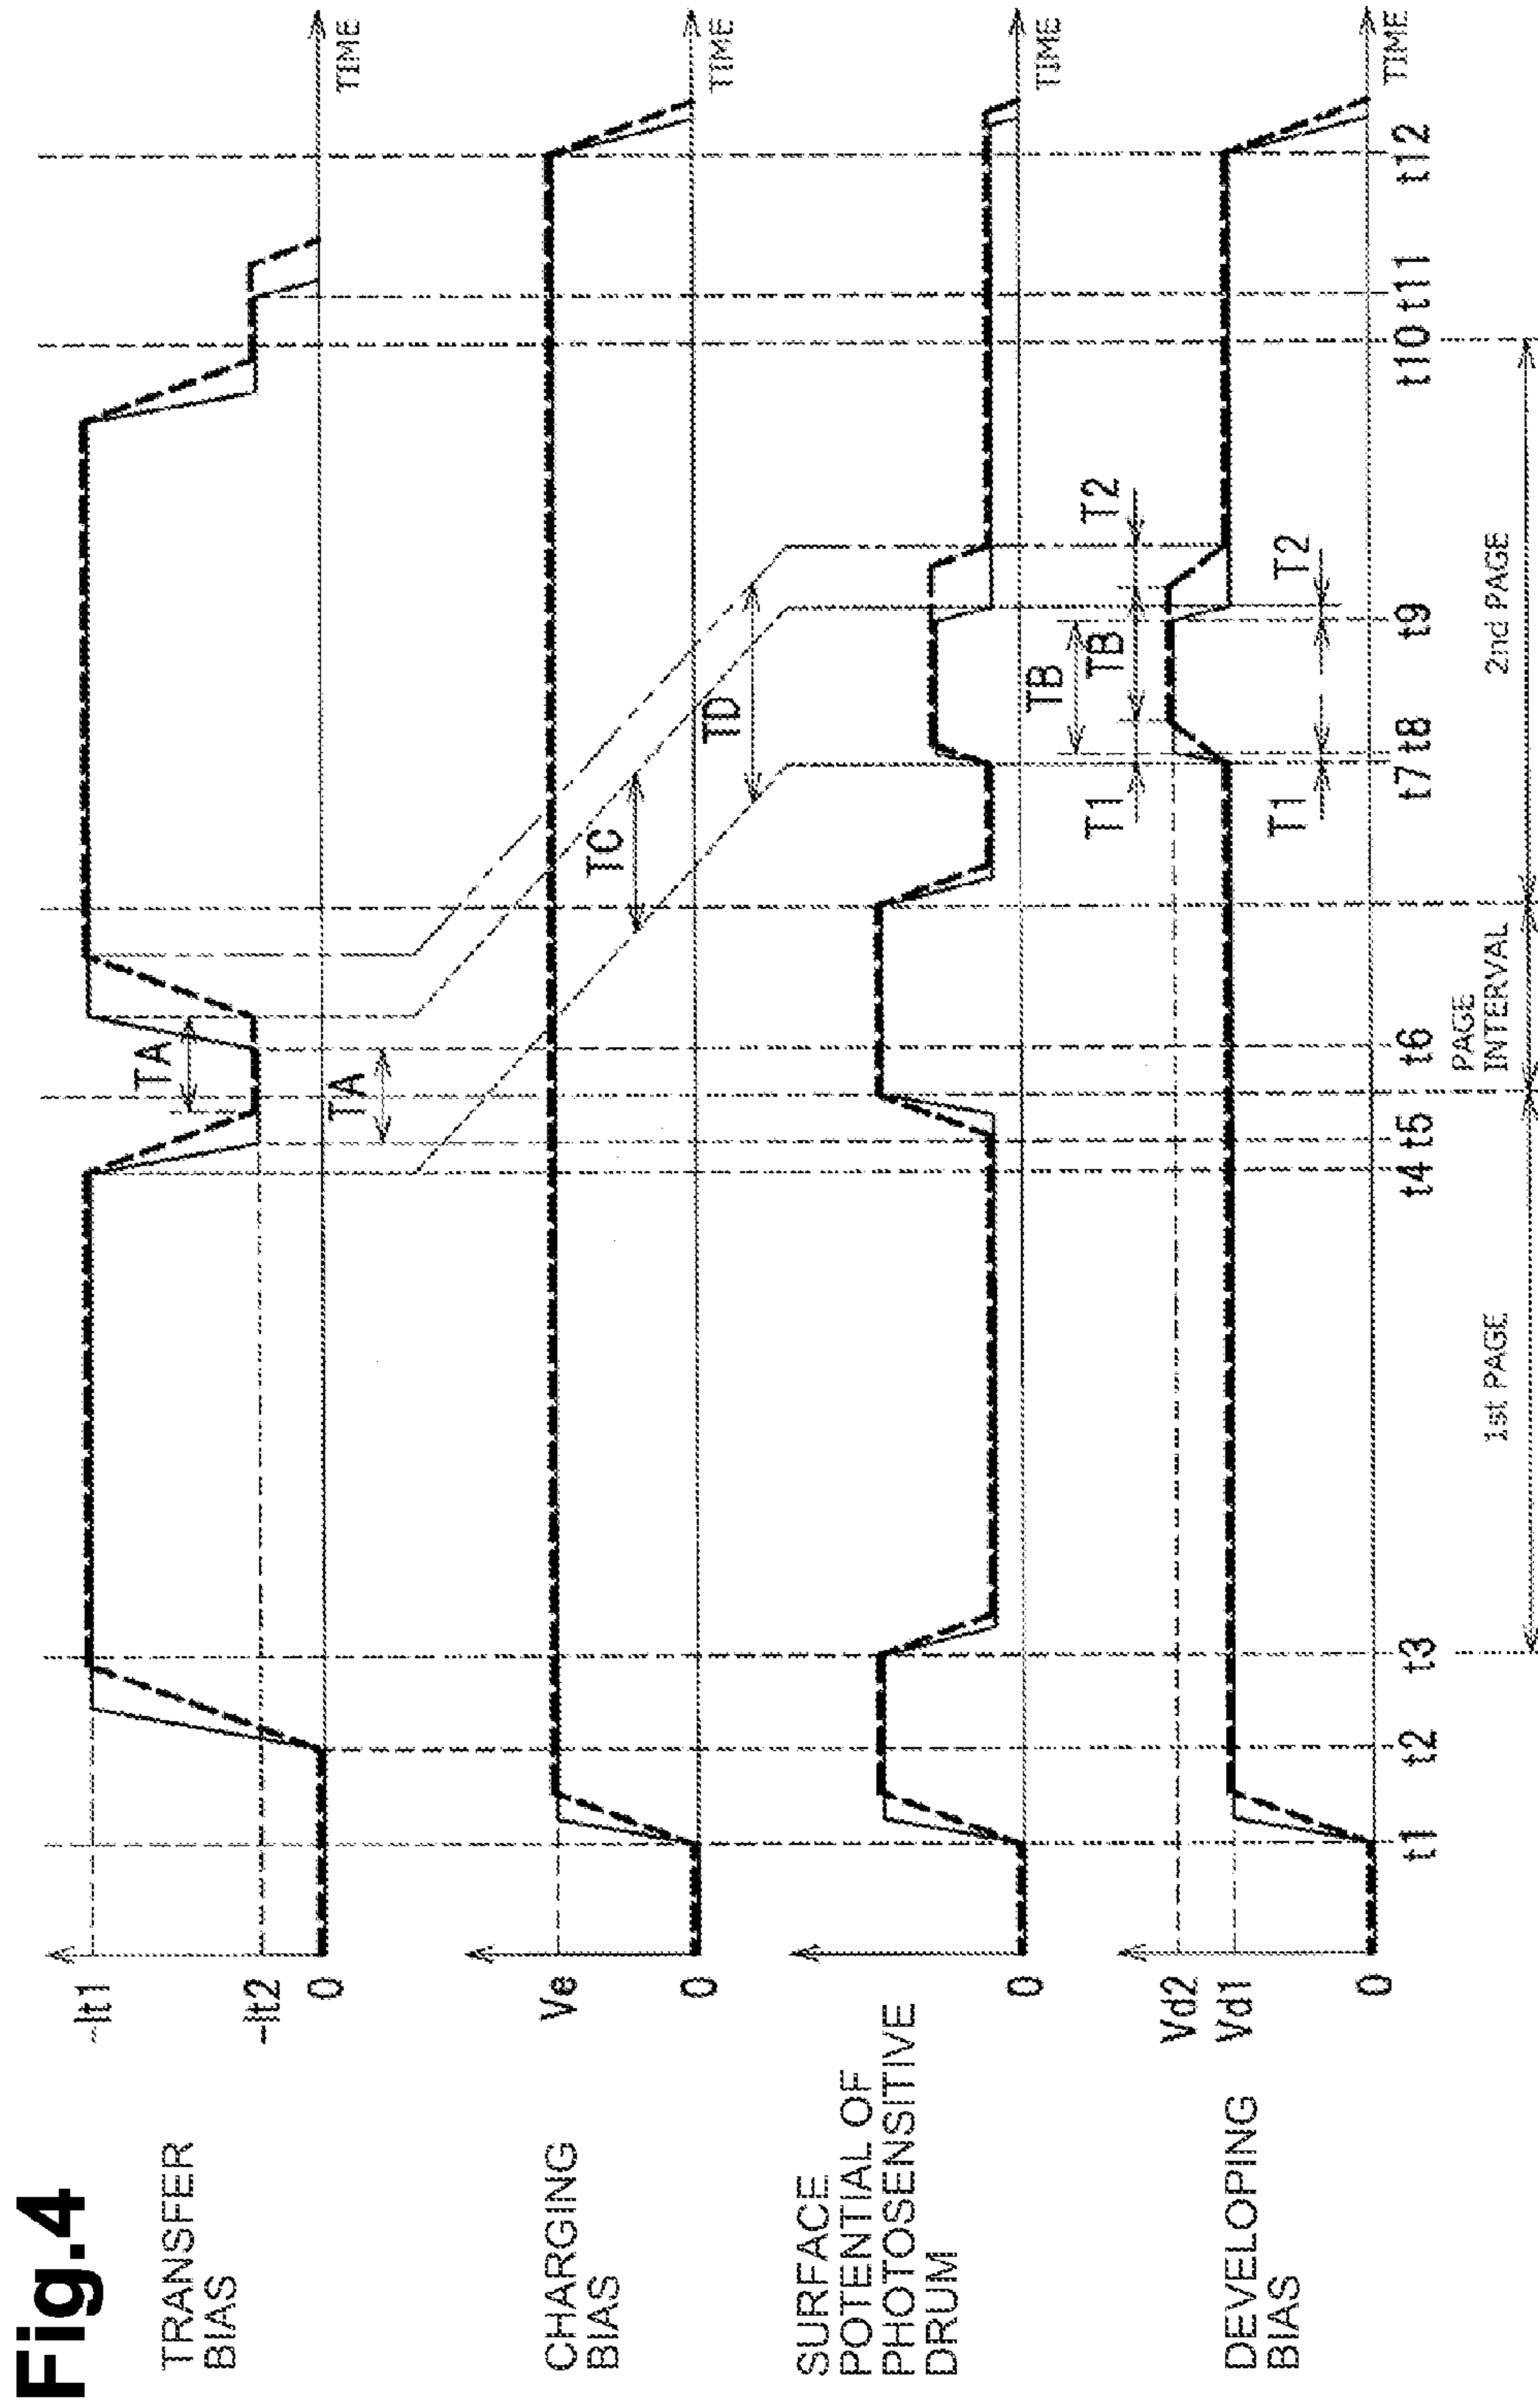 Fig.4
TRANSFER
BIAS
-It1
-It2
0
TA
TA
TIME
CHARGING
BIAS
Ve
0
TC
TD
TIME
SURFACE
POTENTIAL OF
PHOTOSENSITIVE
DRUM
0
TIME
TB
TB
T1
T2
DEVELOPING
BIAS
Vd2
Vd1
0
T1
T2
TIME
t1
t2
t3
t4
t5
t6
t7
t8
t9
t10
t11
t12
1st PAGE
PAGE
INTERVAL
2nd PAGE